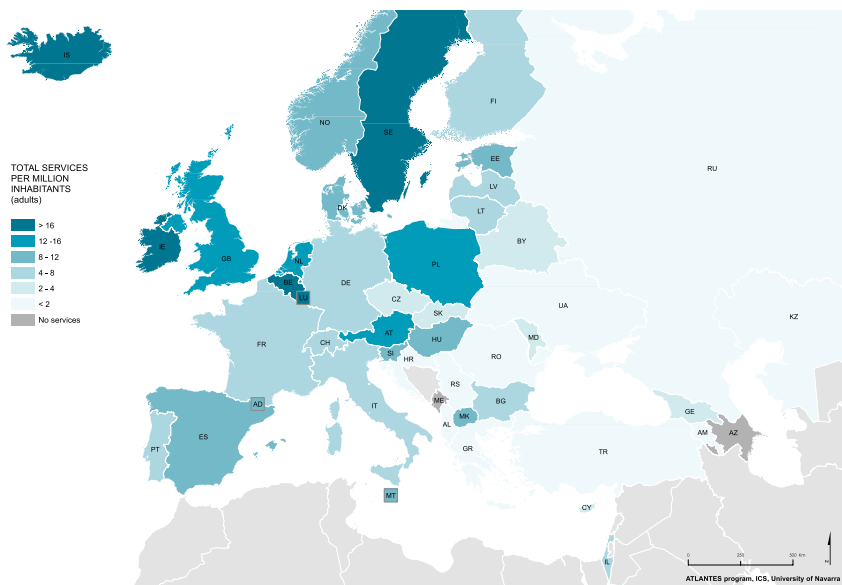 IS
NO
SE
FI
RU
EE
LV
LT
DK
TOTAL SERVICES
PER MILLION
INHABITANTS
(adults)
> 16
12 -16
8 - 12
4 - 8
2 - 4
< 2
No services
IE
GB
NL
BE
LU
DE
PL
BY
CZ
SK
UA
KZ
FR
CH
AT
HU
SI
HR
RO
MD
RS
BG
ME
MK
IT
AL
GR
AD
ES
PT
MT
TR
GE
AM
AZ
CY
IL
0
250
500 Km
N
ATLANTES program, ICS, University of Navarra